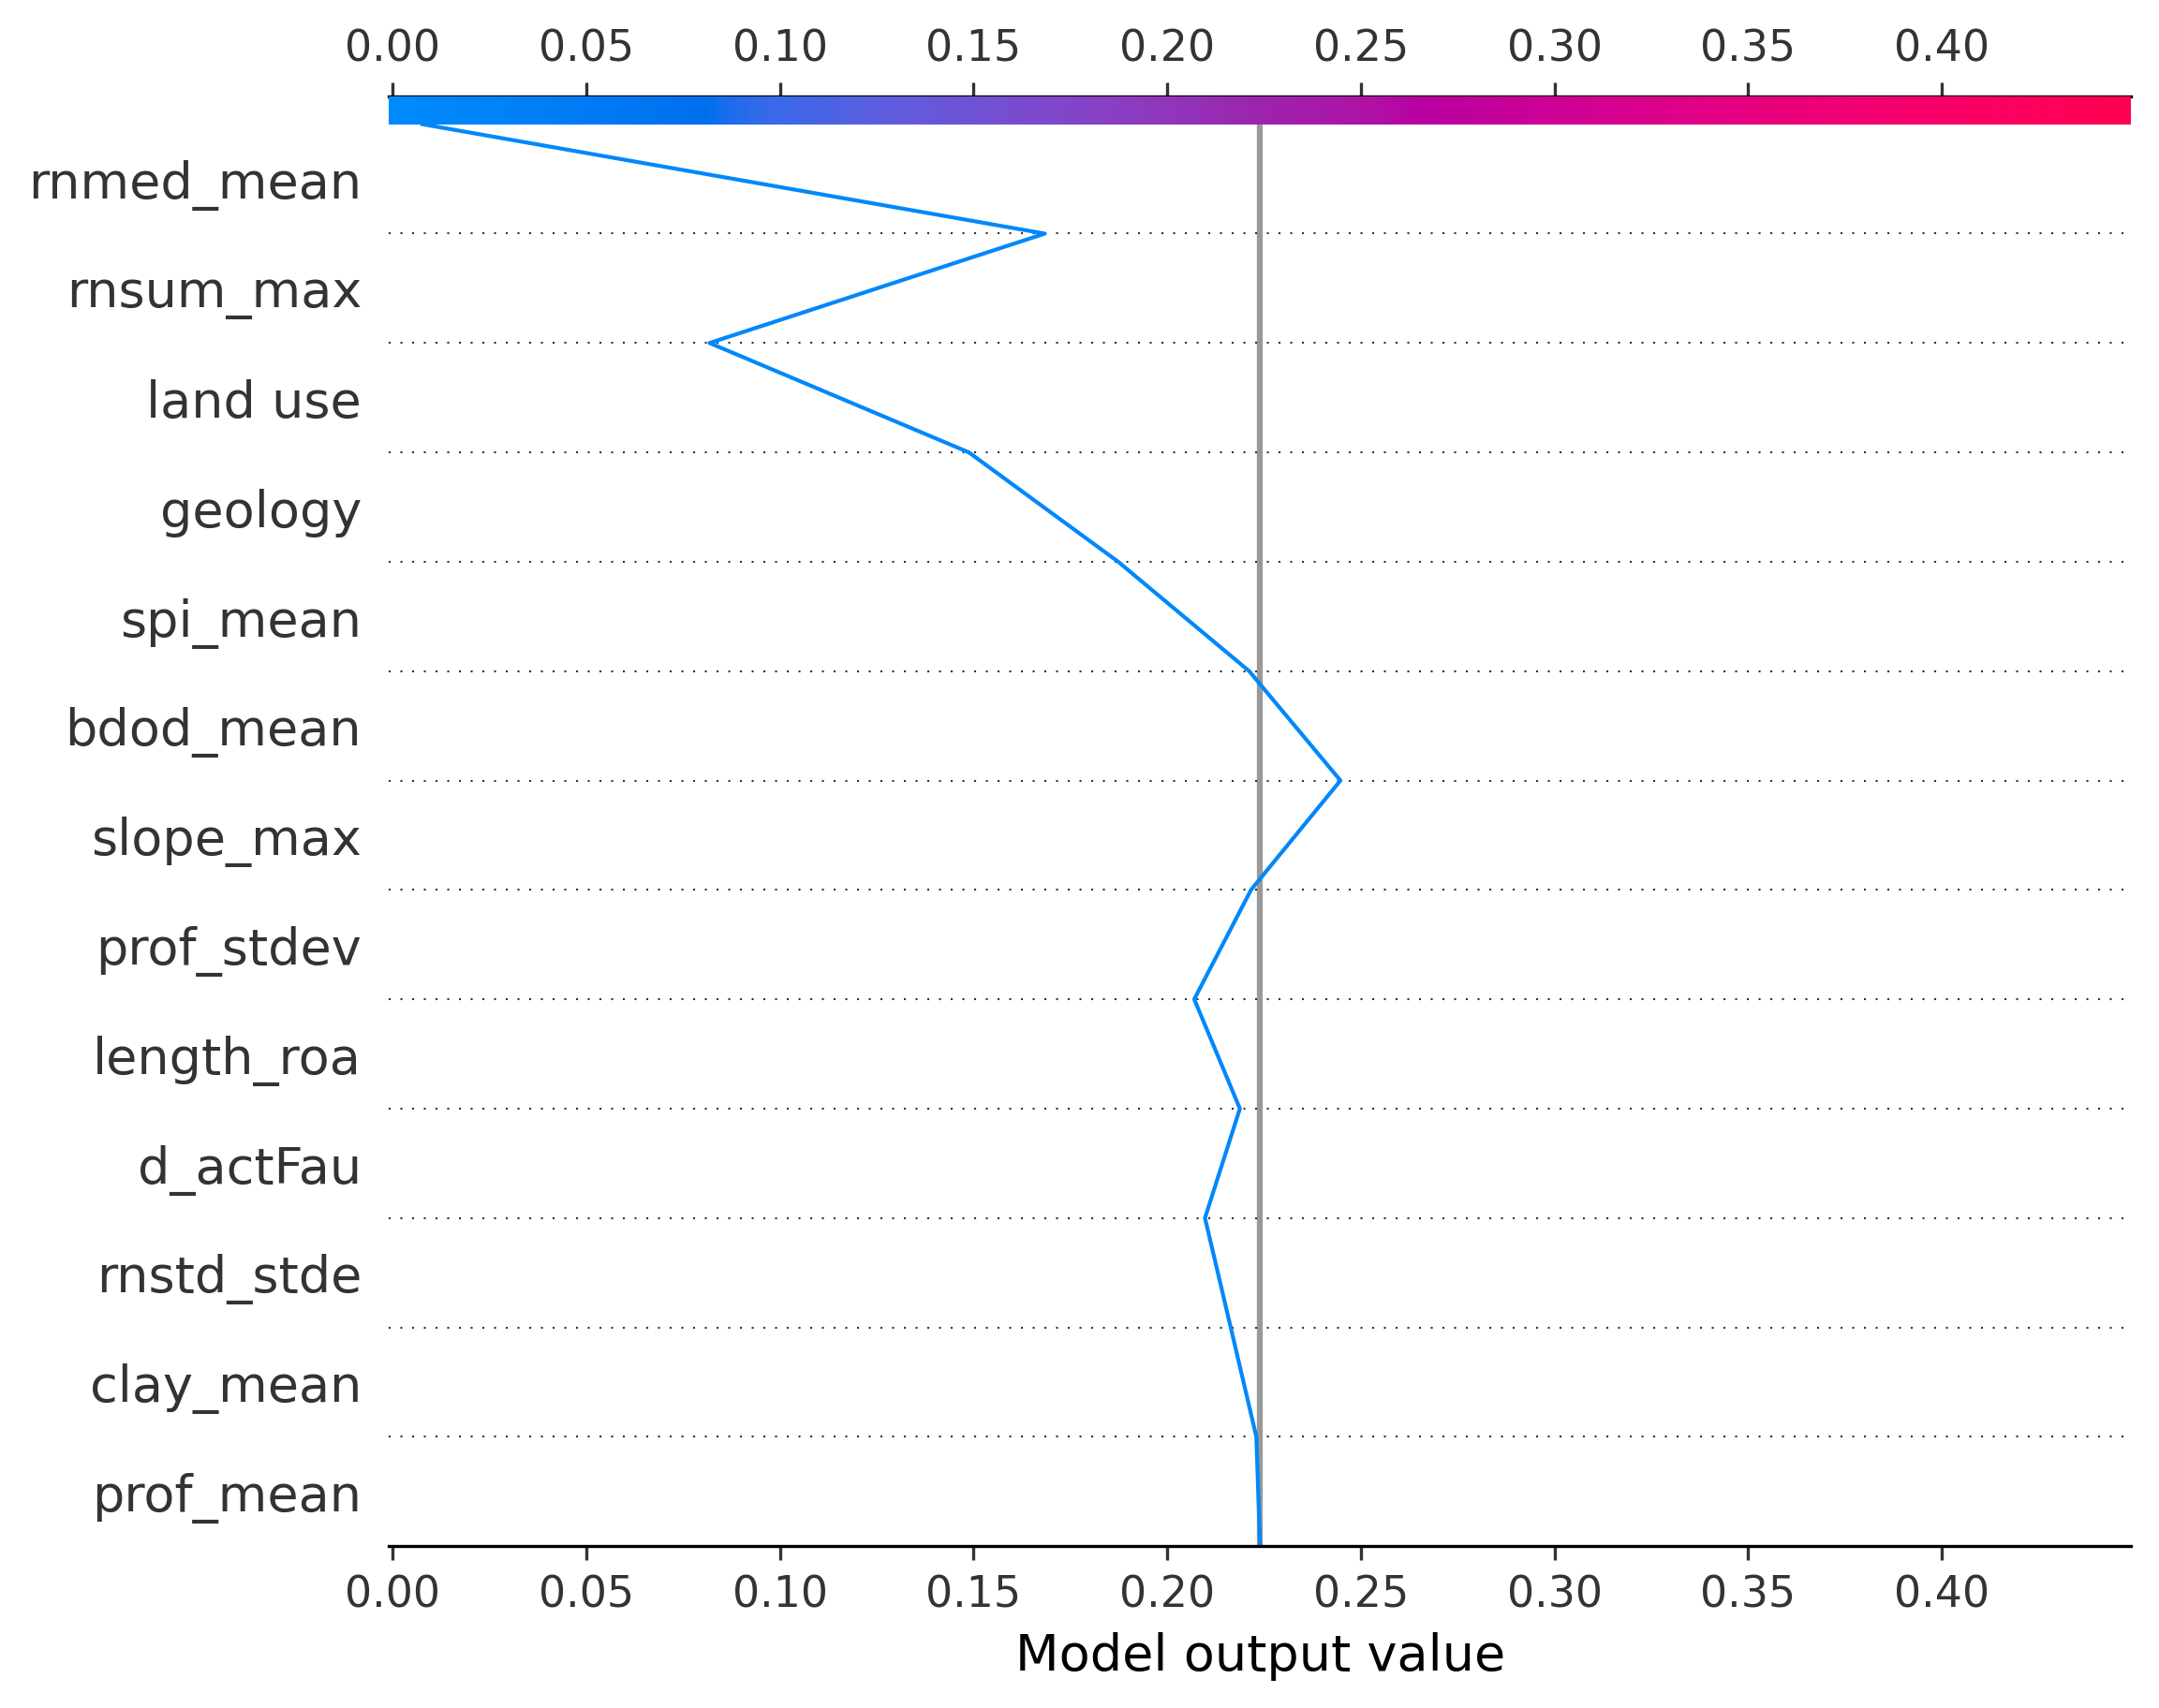 0.00 0.05 0.10 0.15 0.20 0.25 0.30 0.35 0.40
rnmed_mean
rnsum_max
land use
geology
spi_mean
bdod_mean
slope_max
prof_stdev
length_roa
d_actFau
rnstd_stde
clay_mean
prof_mean
0.00 0.05 0.10 0.15 0.20 0.25 0.30 0.35 0.40
Model output value